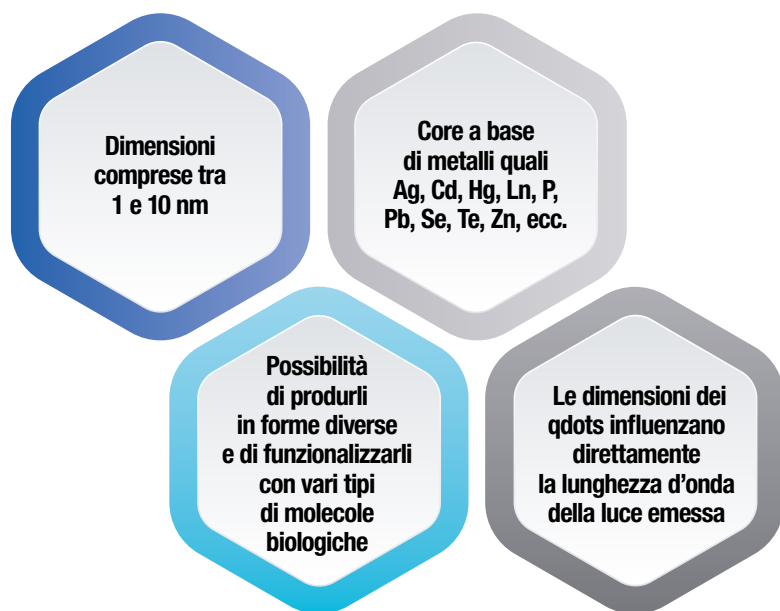 Dimensioni
comprese tra
1 e 10 nm
Core a base
di metalli quali
Ag, Cd, Hg, Ln, P,
Pb, Se, Te, Zn, ecc.
Possibilità
di produrli
in forme diverse
e di funzionalizzarli
con vari tipi
di molecole
biologiche
Le dimensioni dei
qdots influenzano
direttamente
la lunghezza d’onda
della luce emessa